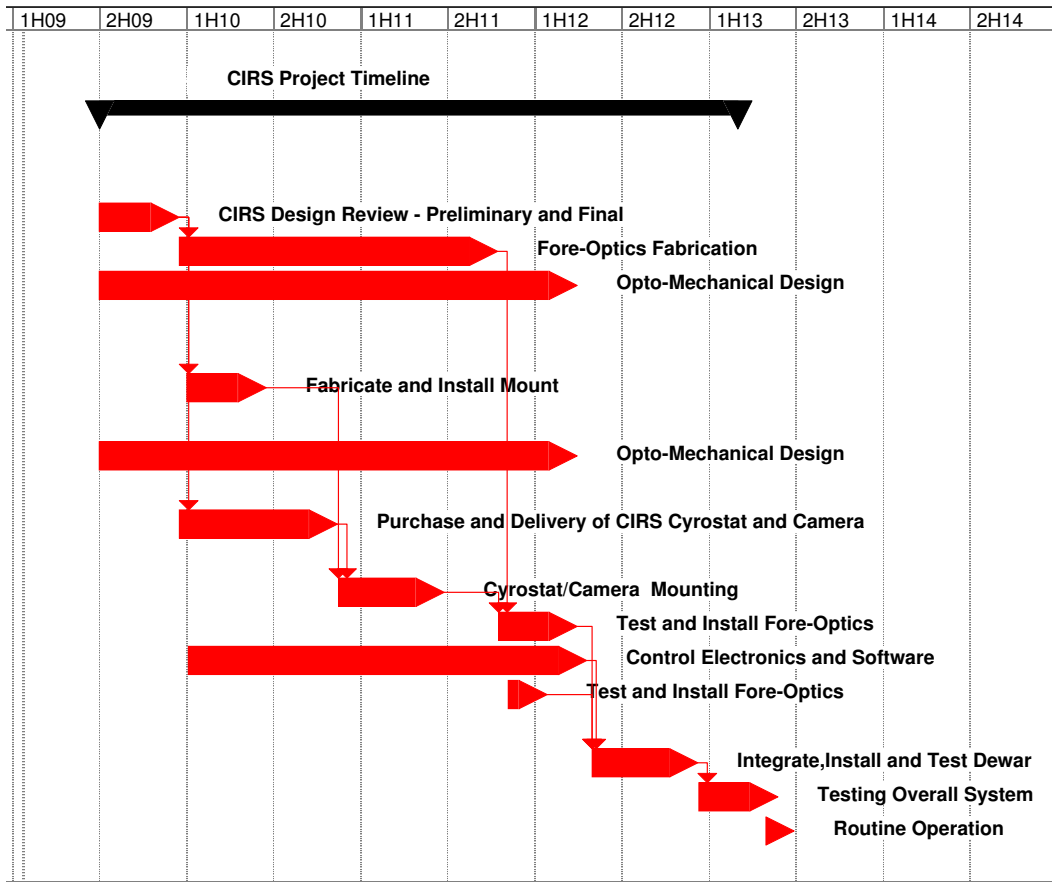 1H09 2H09 1H10 2H10 1H11 2H11 1H12 2H12 1H13 2H13 1H14 2H14
CIRS Project Timeline
CIRS Design Review - Preliminary and Final
Fore-Optics Fabrication
Opto-Mechanical Design
Fabricate and Install Mount
Opto-Mechanical Design
Purchase and Delivery of CIRS Cyrostat and Camera
Cyrostat/Camera Mounting
Test and Install Fore-Optics
Control Electronics and Software
Test and Install Fore-Optics
Integrate,Install and Test Dewar
Testing Overall System
Routine Operation